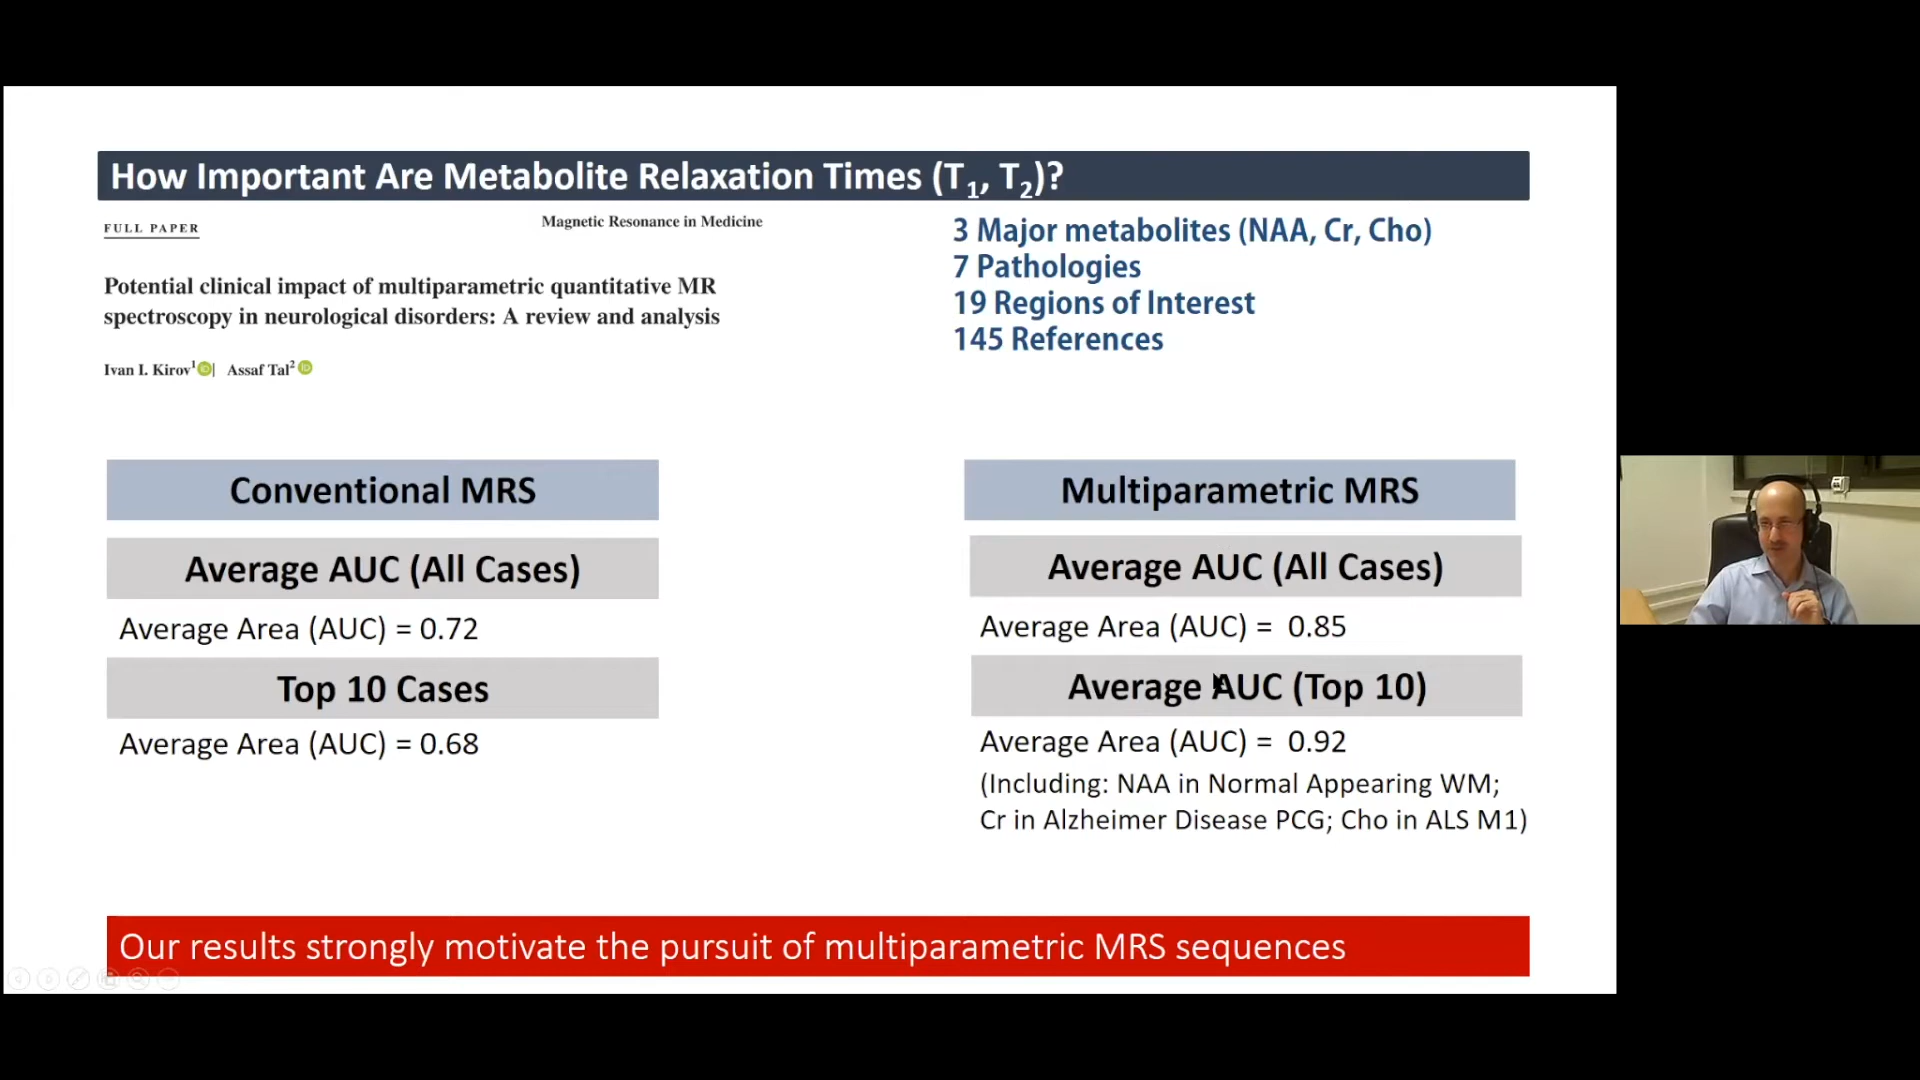 How Important Are Metabolite Relaxation Times (T1, T2)?
FULL PAPER
Magnetic Resonance in Medicine
Potential clinical impact of multiparametric quantitative MR
spectroscopy in neurological disorders: A review and analysis
Ivan I. Kirov1 iD | Assaf Tal2 iD
3 Major metabolites (NAA, Cr, Cho)
7 Pathologies
19 Regions of Interest
145 References
Conventional MRS
Average AUC (All Cases)
Average Area (AUC) = 0.72
Top 10 Cases
Average Area (AUC) = 0.68
Multiparametric MRS
Average AUC (All Cases)
Average Area (AUC) = 0.85
Average AUC (Top 10)
Average Area (AUC) = 0.92
(Including: NAA in Normal Appearing WM;
Cr in Alzheimer Disease PCG; Cho in ALS M1)
Our results strongly motivate the pursuit of multiparametric MRS sequences